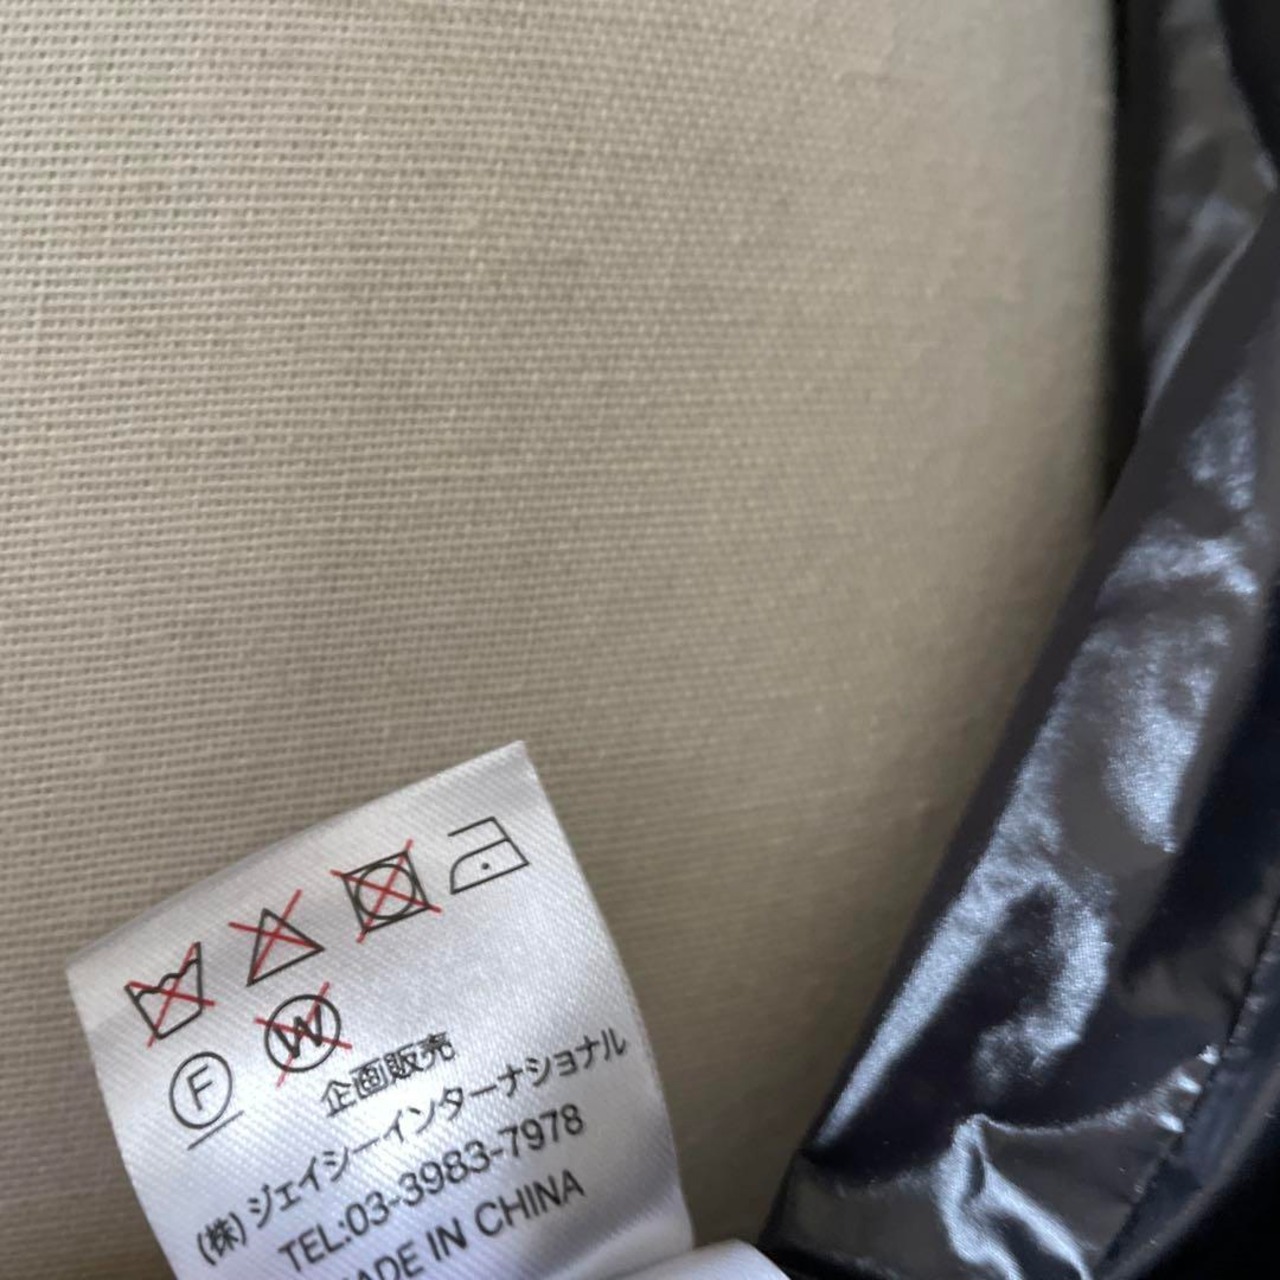 F W
企画販売
(株)ジェイシーインターナショナル
TEL:03-3983-7978
MADE IN CHINA